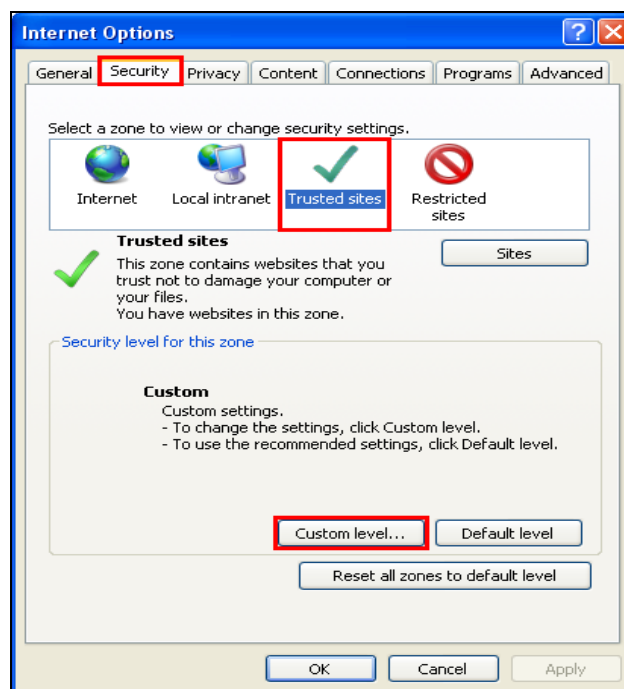 Internet Options
General Security Privacy Content Connections Programs Advanced
Select a zone to view or change security settings.
Internet Local intranet Trusted sites Restricted
sites
Trusted sites
Sites
This zone contains websites that you
trust not to damage your computer or
your files.
You have websites in this zone.
Security level for this zone
Custom
Custom settings.
- To change the settings, click Custom level.
- To use the recommended settings, click Default level.
Custom level... Default level
Reset all zones to default level
OK Cancel Apply